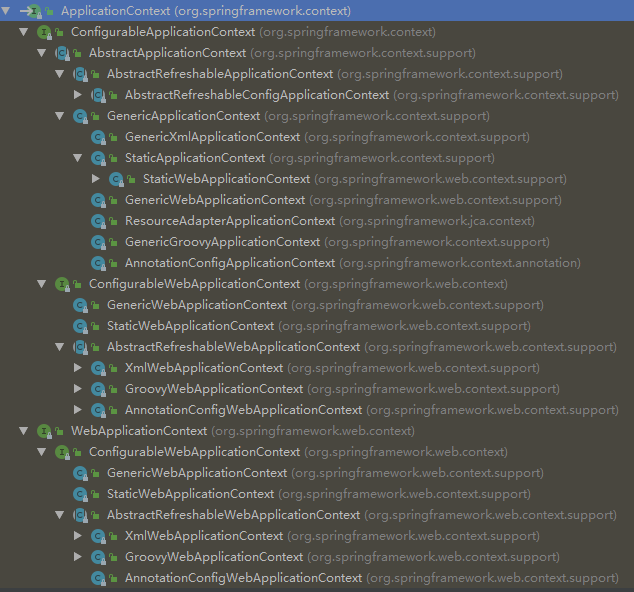 ApplicationContext (org.springframework.context)
ConfigurableApplicationContext (org.springframework.context)
AbstractApplicationContext (org.springframework.context.support)
AbstractRefreshableApplicationContext (org.springframework.context.support)
AbstractRefreshableConfigApplicationContext (org.springframework.context.support)
GenericApplicationContext (org.springframework.context.support)
GenericXmlApplicationContext (org.springframework.context.support)
StaticApplicationContext (org.springframework.context.support)
StaticWebApplicationContext (org.springframework.web.context.support)
GenericWebApplicationContext (org.springframework.web.context.support)
ResourceAdapterApplicationContext (org.springframework.jca.context)
GenericGroovyApplicationContext (org.springframework.context.support)
AnnotationConfigApplicationContext (org.springframework.context.annotation)
ConfigurableWebApplicationContext (org.springframework.web.context)
GenericWebApplicationContext (org.springframework.web.context.support)
StaticWebApplicationContext (org.springframework.web.context.support)
AbstractRefreshableWebApplicationContext (org.springframework.web.context.support)
XmlWebApplicationContext (org.springframework.web.context.support)
GroovyWebApplicationContext (org.springframework.web.context.support)
AnnotationConfigWebApplicationContext (org.springframework.web.context.support)
WebApplicationContext (org.springframework.web.context)
ConfigurableWebApplicationContext (org.springframework.web.context)
GenericWebApplicationContext (org.springframework.web.context.support)
StaticWebApplicationContext (org.springframework.web.context.support)
AbstractRefreshableWebApplicationContext (org.springframework.web.context.support)
XmlWebApplicationContext (org.springframework.web.context.support)
GroovyWebApplicationContext (org.springframework.web.context.support)
AnnotationConfigWebApplicationContext (org.springframework.web.context.support)